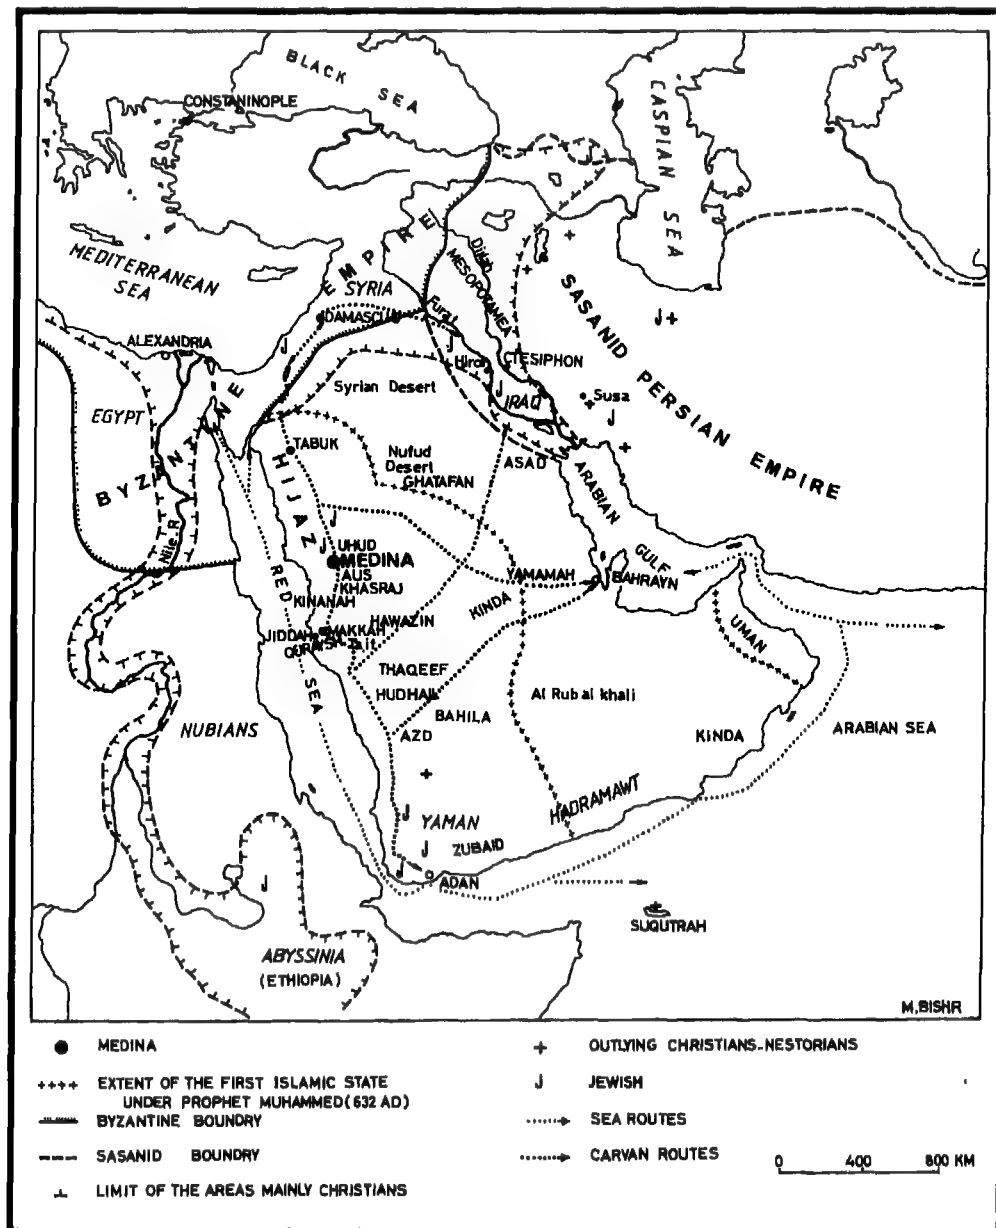 BLACK
SEA
CASPIAN
SEA
CONSTANINOPLE
MEDITERRANEAN
SEA
EMPIRE
SYRIA
Dijlah
MESOPOTAMEA
Furat
SASANID PERSIAN EMPIRE
DAMASCUS
ALEXANDRIA
J
Hira
CTESIPHON
J
Syrian Desert
J
IRAQ
Susa
J
J
EGYPT
BYZANTINE
TABUK
HIJAZ
Nufud
Desert
GHATAFAN
ASAD
ARABIAN
GULF
Nile R
J
J
UHUD
MEDINA
AUS
KHASRAJ
KINANAH
YAMAMAH
BAHRAYN
KINDA
RED
SEA
JIDDAH
MAKKAH
HAWAZIN
QURAISH
UMAN
THAQEEF
HUDHAIL
Al Rub al khali
BAHILA
AZD
KINDA
ARABIAN SEA
NUBIANS
HADRAMAWT
J
YAMAN
J
ZUBAID
J
ADAN
J
SUQUTRAH
ABYSSINIA
(ETHIOPIA)
M.BISHR
MEDINA
EXTENT OF THE FIRST ISLAMIC STATE
UNDER PROPHET MUHAMMED (632 AD)
BYZANTINE BOUNDRY
SASANID BOUNDRY
LIMIT OF THE AREAS MAINLY CHRISTIANS
OUTLYING CHRISTIANS-NESTORIANS
J JEWISH
SEA ROUTES
CARVAN ROUTES
0 400 800 KM